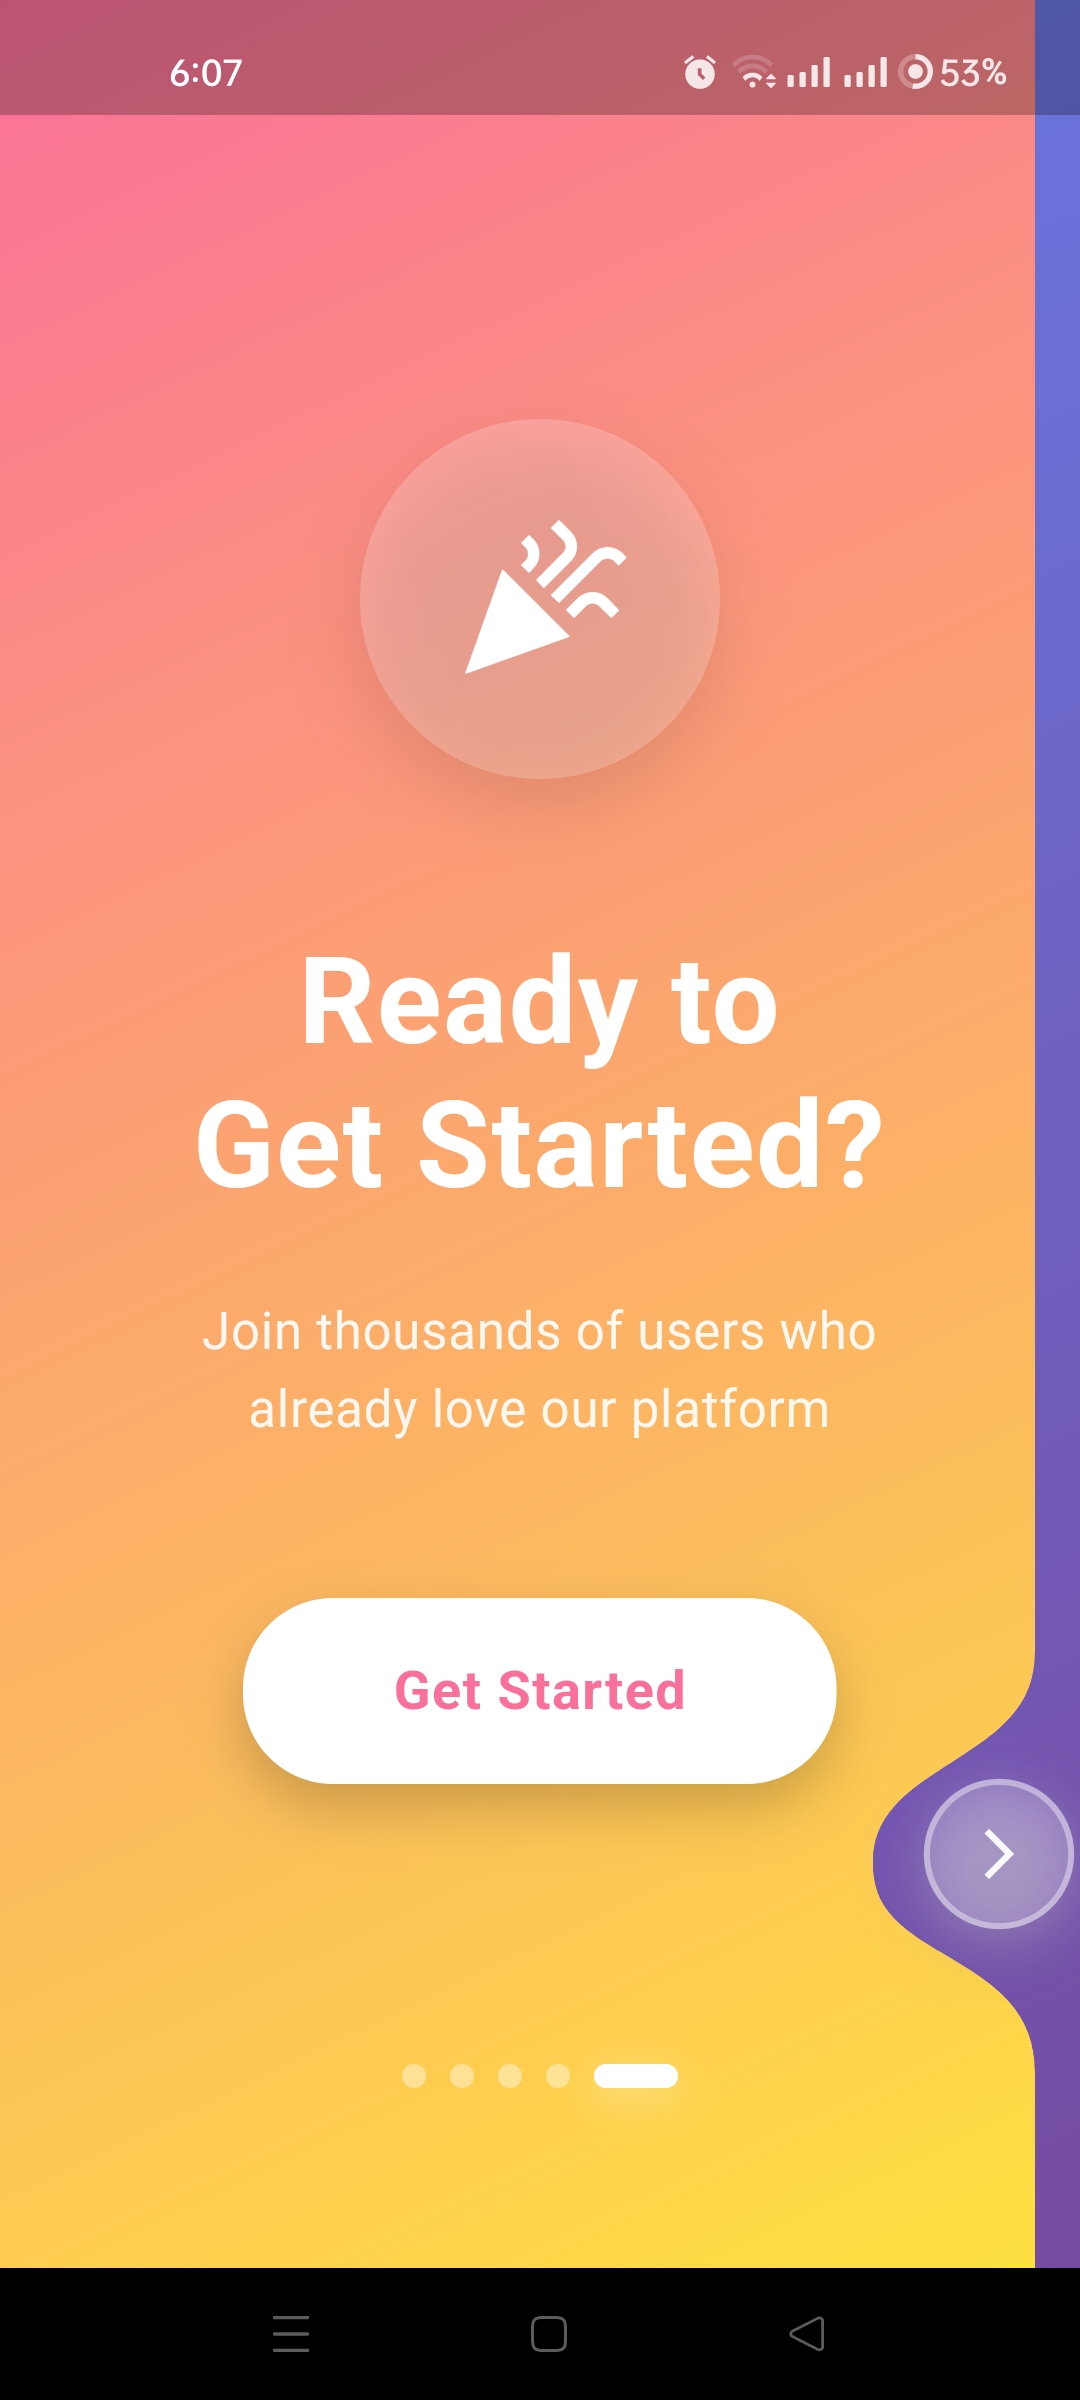 6:07
53%
Ready to
Get Started?
Join thousands of users who
already love our platform
Get Started